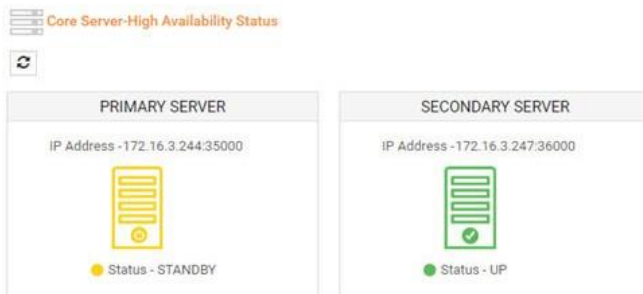 Core Server-High Availability Status
PRIMARY SERVER
IP Address -172.16.3.244:35000
Status - STANDBY
SECONDARY SERVER
IP Address -172.16.3.247:36000
Status - UP